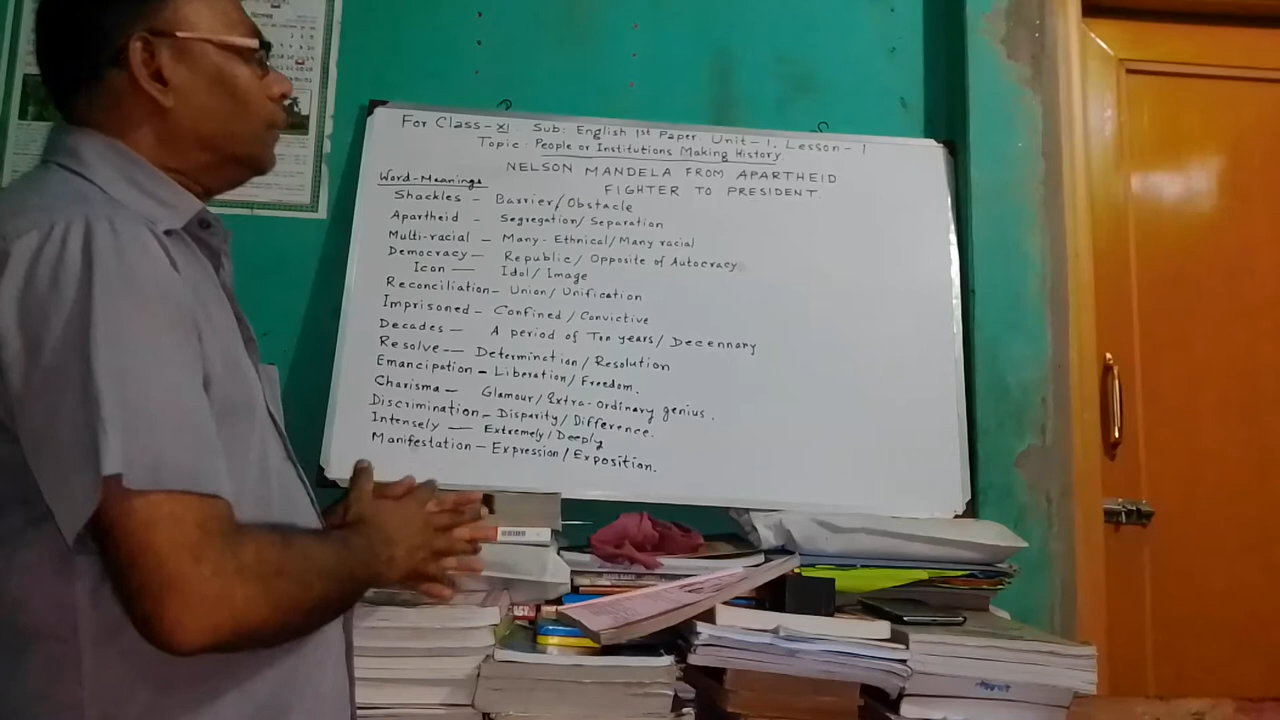 For Class-XI. Sub: English 1st Paper. Unit-1. Lesson-1
Topic: People or Institutions Making History.
NELSON MANDELA FROM APARTHEID
FIGHTER TO PRESIDENT.
Word-Meanings
Shackles - Barrier/Obstacle
Apartheid - Segregation/Separation
Multi-racial - Many-Ethnical/Many racial
Democracy - Republic/Opposite of Autocracy
Icon - Idol/Image
Reconciliation - Union/Unification
Imprisoned - Confined/Convictive
Decades - A period of Ten years/Decennary
Resolve - Determination/Resolution
Emancipation - Liberation/Freedom.
Charisma - Glamour/Extra-ordinary genius.
Discrimination - Disparity/Difference.
Intensely - Extremely/Deeply
Manifestation - Expression/Exposition.
MADE EASY